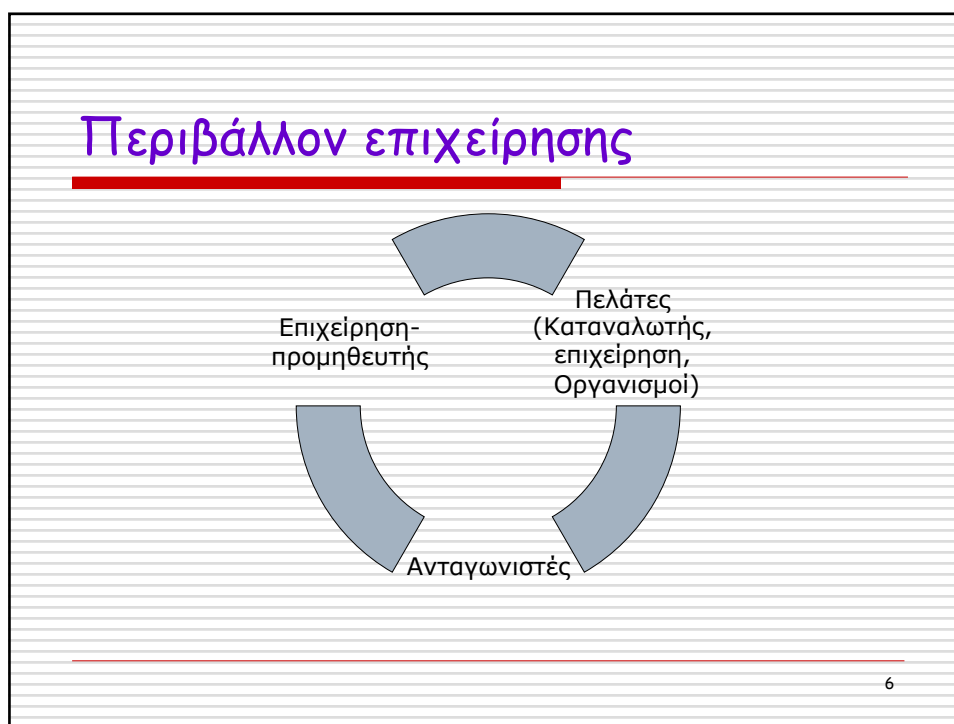 Περιβάλλον επιχείρησης
Επιχείρηση-
προμηθευτής
Πελάτες
(Καταναλωτής,
επιχείρηση,
Οργανισμοί)
Ανταγωνιστές
6